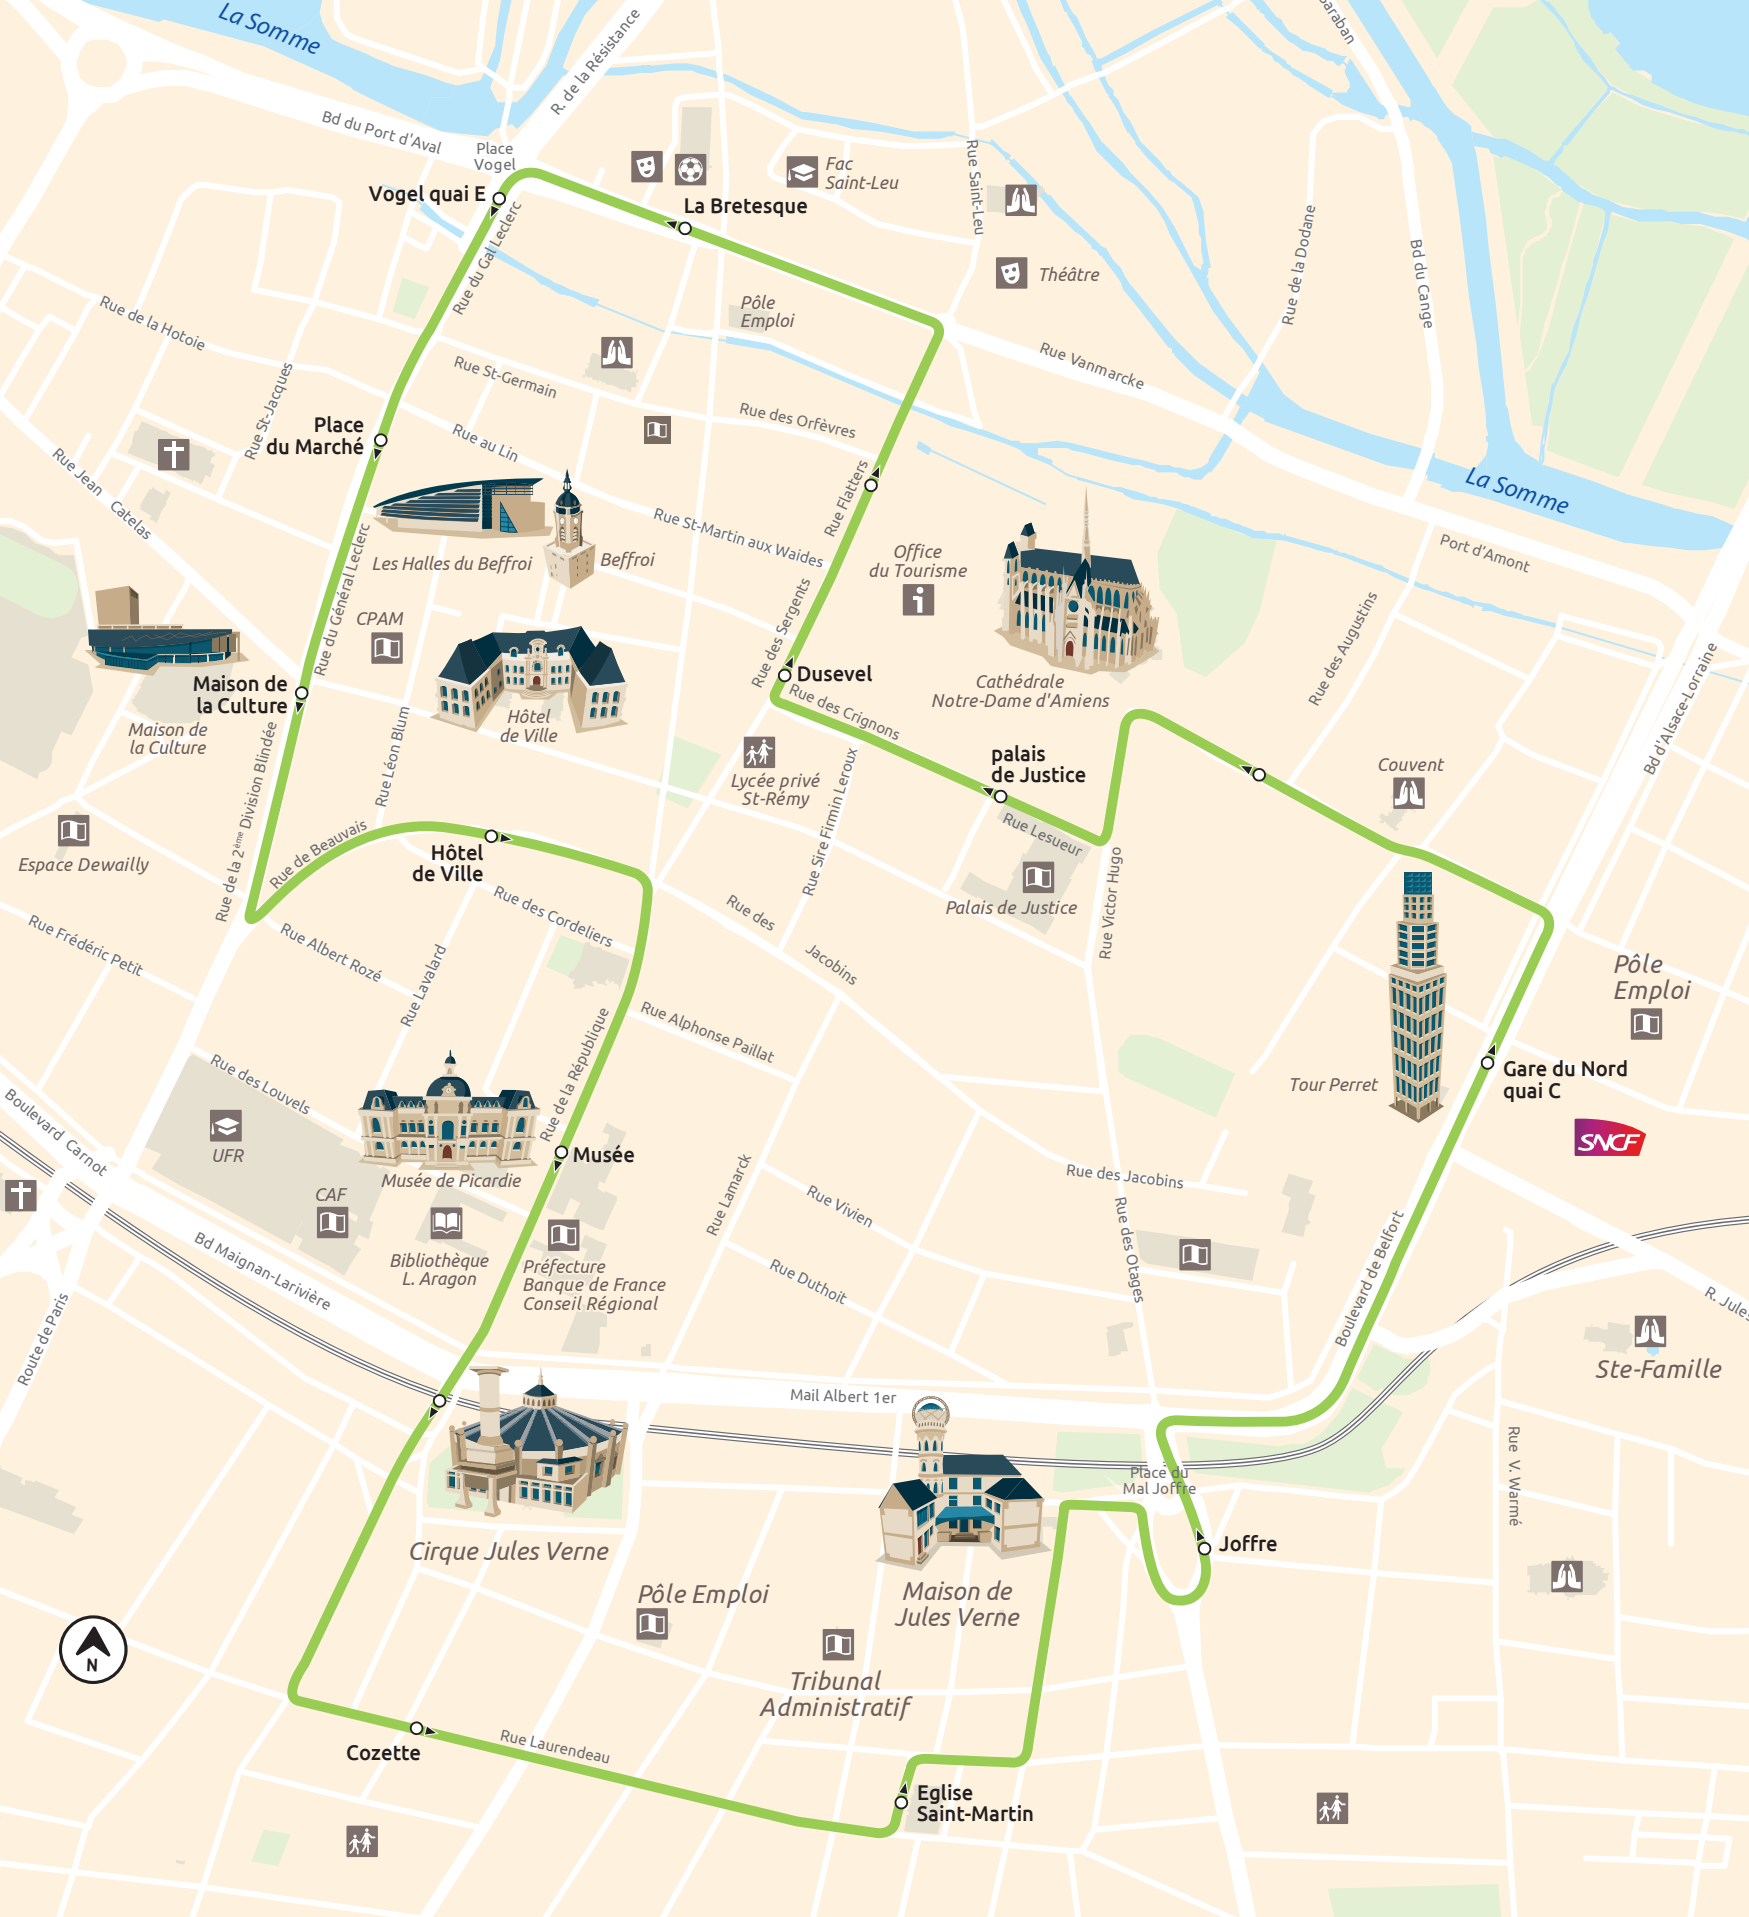 La Somme
R. de la Résistance
Baraban
Bd du Port d'Aval
Place
Vogel
Fac
Saint-Leu
Rue Saint-Leu
Vogel quai E
La Bretesque
Rue du Gal Leclerc
Théâtre
Rue de la Dodane
Bd du Cange
Pôle
Emploi
Rue de la Hotoie
Rue Vanmarcke
Rue St-Germain
Rue St-Jacques
Rue des Orfèvres
Place
du Marché
Rue au Lin
Rue Jean Catelas
Rue Flatters
La Somme
Rue St-Martin aux Waides
Port d'Amont
Les Halles du Beffroi
Beffroi
Office
du Tourisme
Rue du Général Leclerc
Rue des Sergents
Rue des Augustins
CPAM
Bd d'Alsace-Lorraine
Maison de
la Culture
Dusevel
Cathédrale
Notre-Dame d'Amiens
Rue des Crignons
Hôtel
de Ville
Maison de
la Culture
Rue Léon Blum
palais
de Justice
Couvent
Lycée privé
St-Rémy
Rue Sire Firmin Leroux
Rue de la 2ème Division Blindée
Rue de Beauvais
Rue Lesueur
Espace Dewailly
Hôtel
de Ville
Rue Victor Hugo
Palais de Justice
Rue des Cordeliers
Rue des
Jacobins
Rue Frédéric Petit
Rue Albert Rozé
Rue Lavalard
Pôle
Emploi
Rue de la République
Rue Alphonse Paillat
Gare du Nord
quai C
Tour Perret
SNCF
Rue des Louvels
Boulevard Carnot
UFR
Musée
Musée de Picardie
Rue Lamarck
Rue des Jacobins
CAF
Rue Vivien
Rue des Otages
Boulevard de Belfort
Bd Maignan-Larivière
Bibliothèque
L. Aragon
Préfecture
Banque de France
Conseil Régional
Rue Duthoit
R. Jules
Route de Paris
Ste-Famille
Mail Albert 1er
Rue V. Warmé
Place du
Mal Joffre
Joffre
Cirque Jules Verne
Pôle Emploi
Maison de
Jules Verne
N
Tribunal
Administratif
Rue Laurendeau
Cozette
Eglise
Saint-Martin